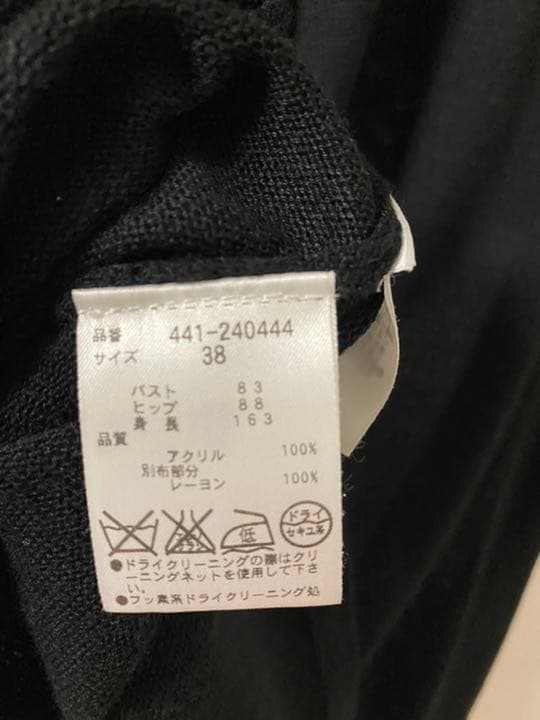 品番 441-240444
サイズ 38
バスト 83
ヒップ 88
身長 163
品質
アクリル 100%
別布部分
レーヨン 100%
低
ドライ
セキユ系
●ドライクリーニングの際はクリ
ーニングネットを使用して下さ
い。
●フッ素系ドライクリーニング処